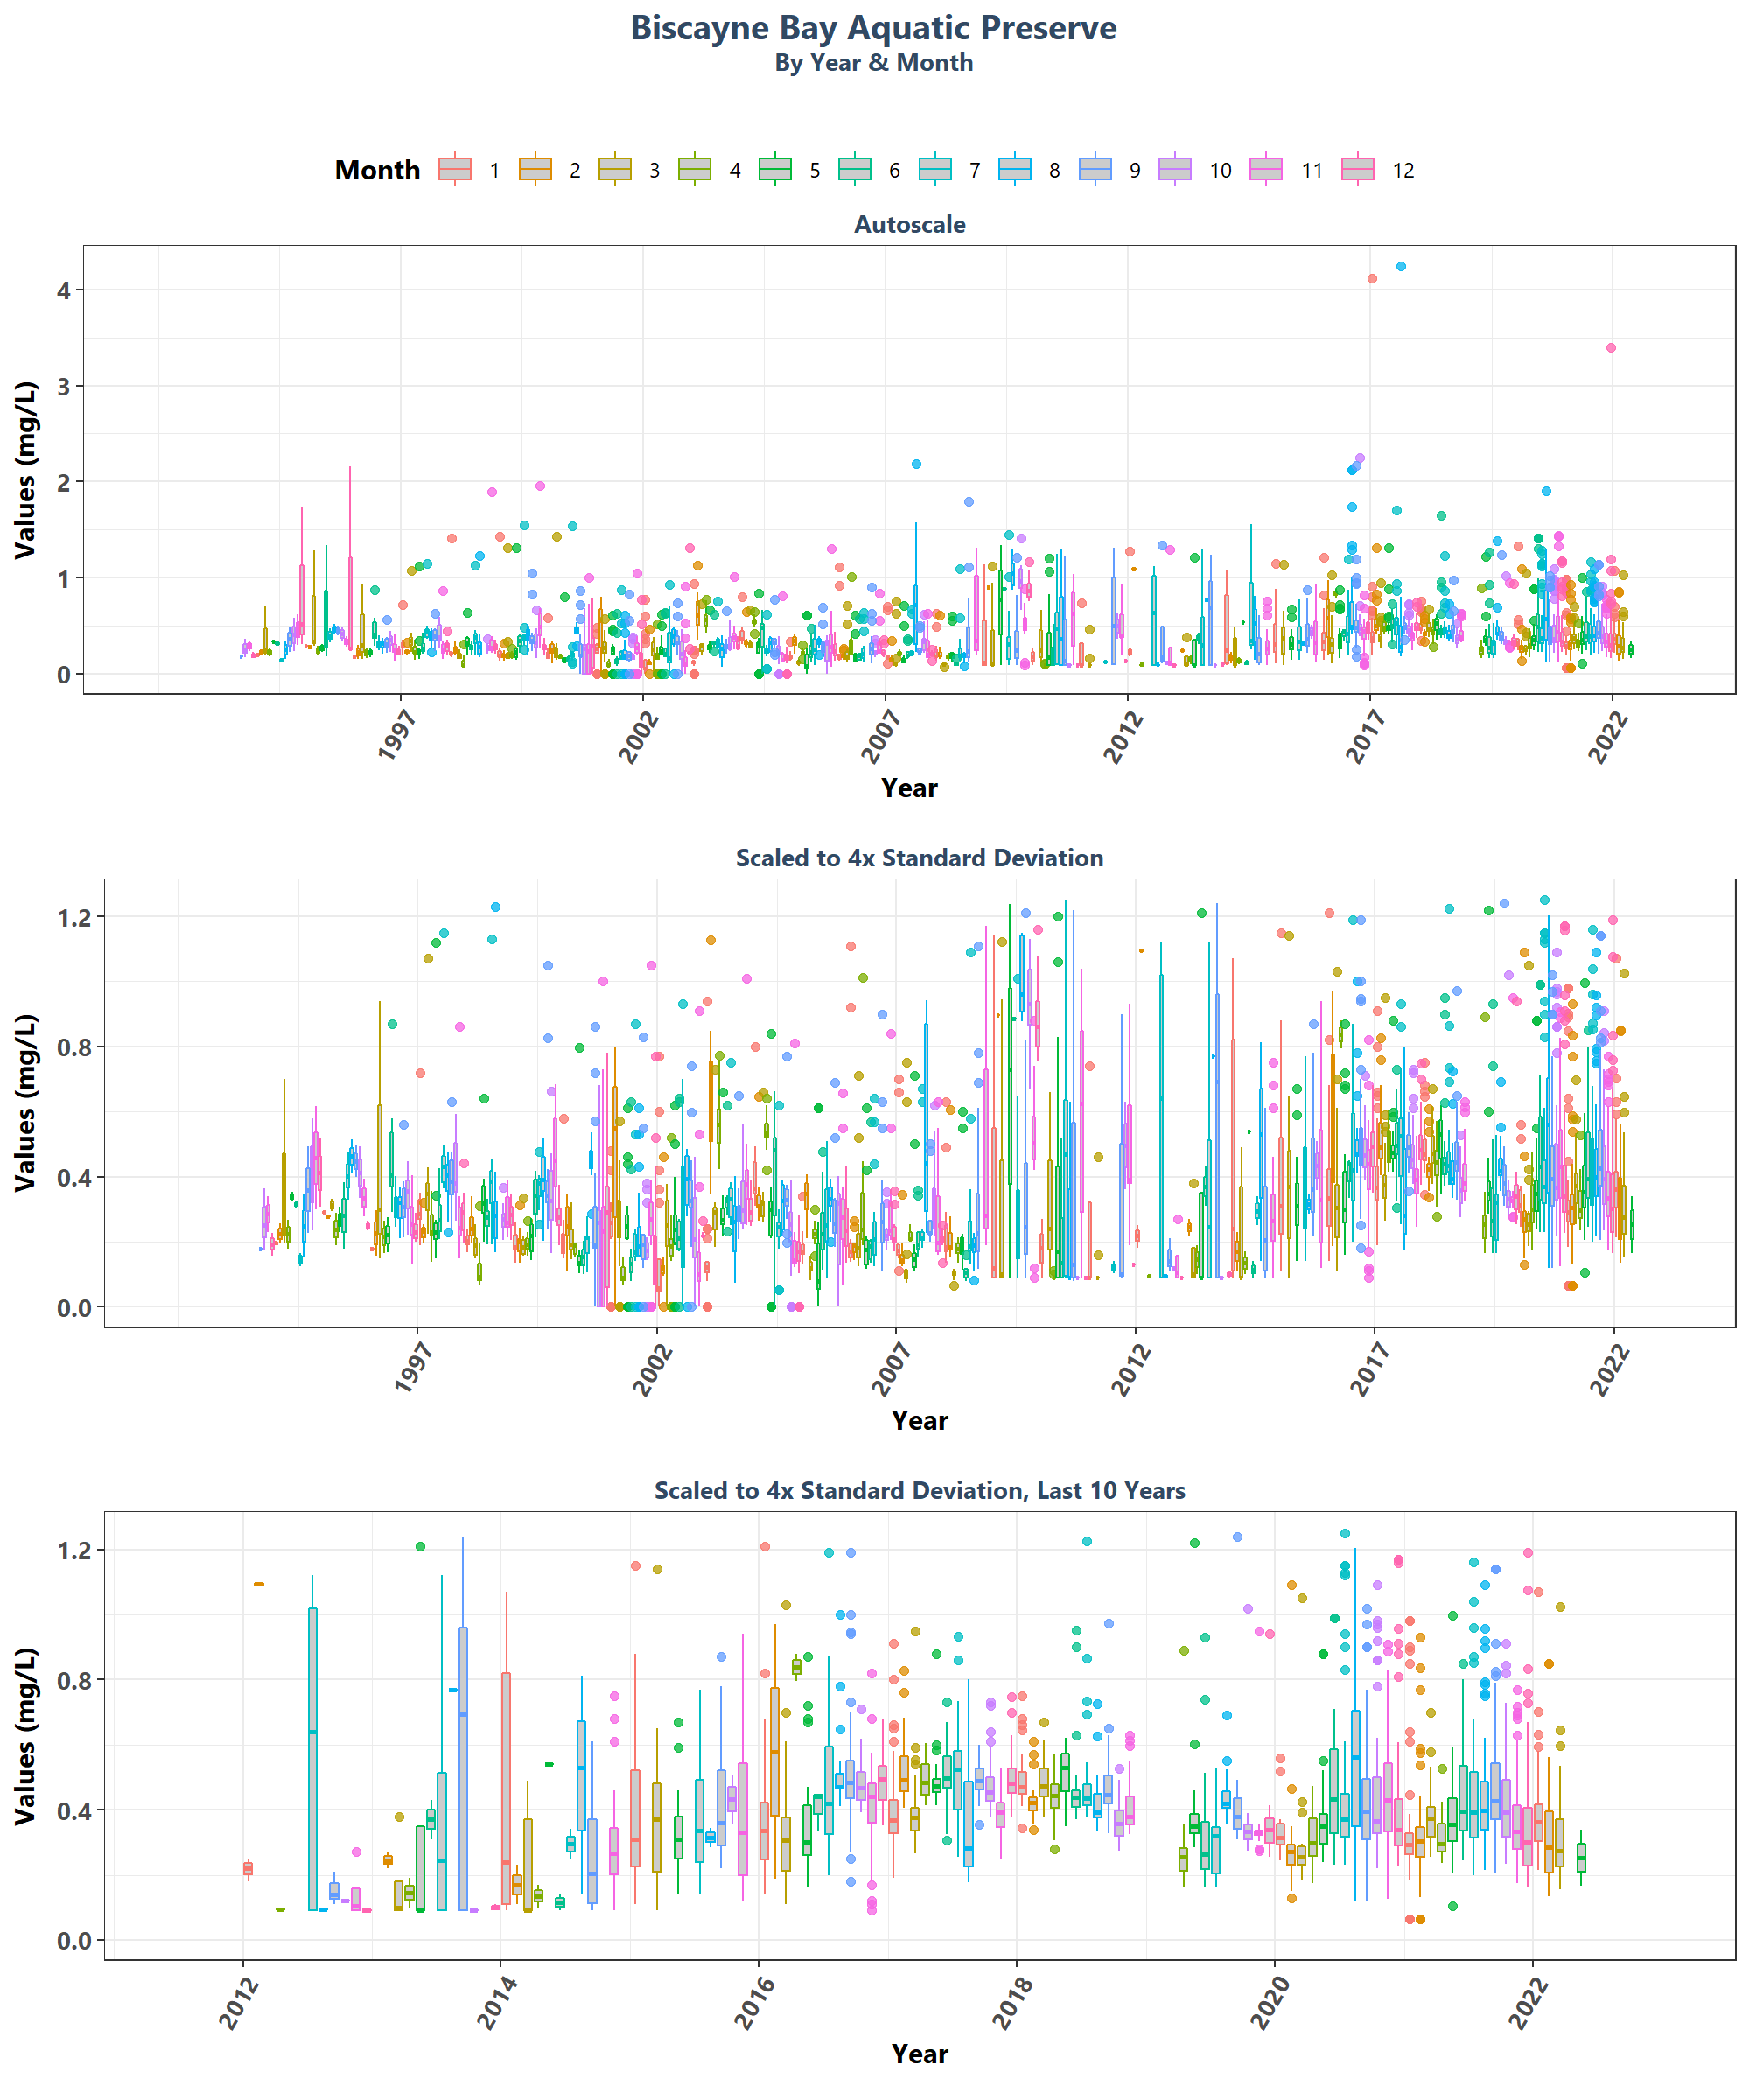 Biscayne Bay Aquatic Preserve
By Year & Month
Month 1 2 3 4 5 6 7 8 9 10 11 12
Autoscale
Values (mg/L)
4
3
2
1
0
1997 2002 2007 2012 2017 2022
Year
Scaled to 4x Standard Deviation
Values (mg/L)
1.2
0.8
0.4
0.0
1997 2002 2007 2012 2017 2022
Year
Scaled to 4x Standard Deviation, Last 10 Years
Values (mg/L)
1.2
0.8
0.4
0.0
2012 2014 2016 2018 2020 2022
Year